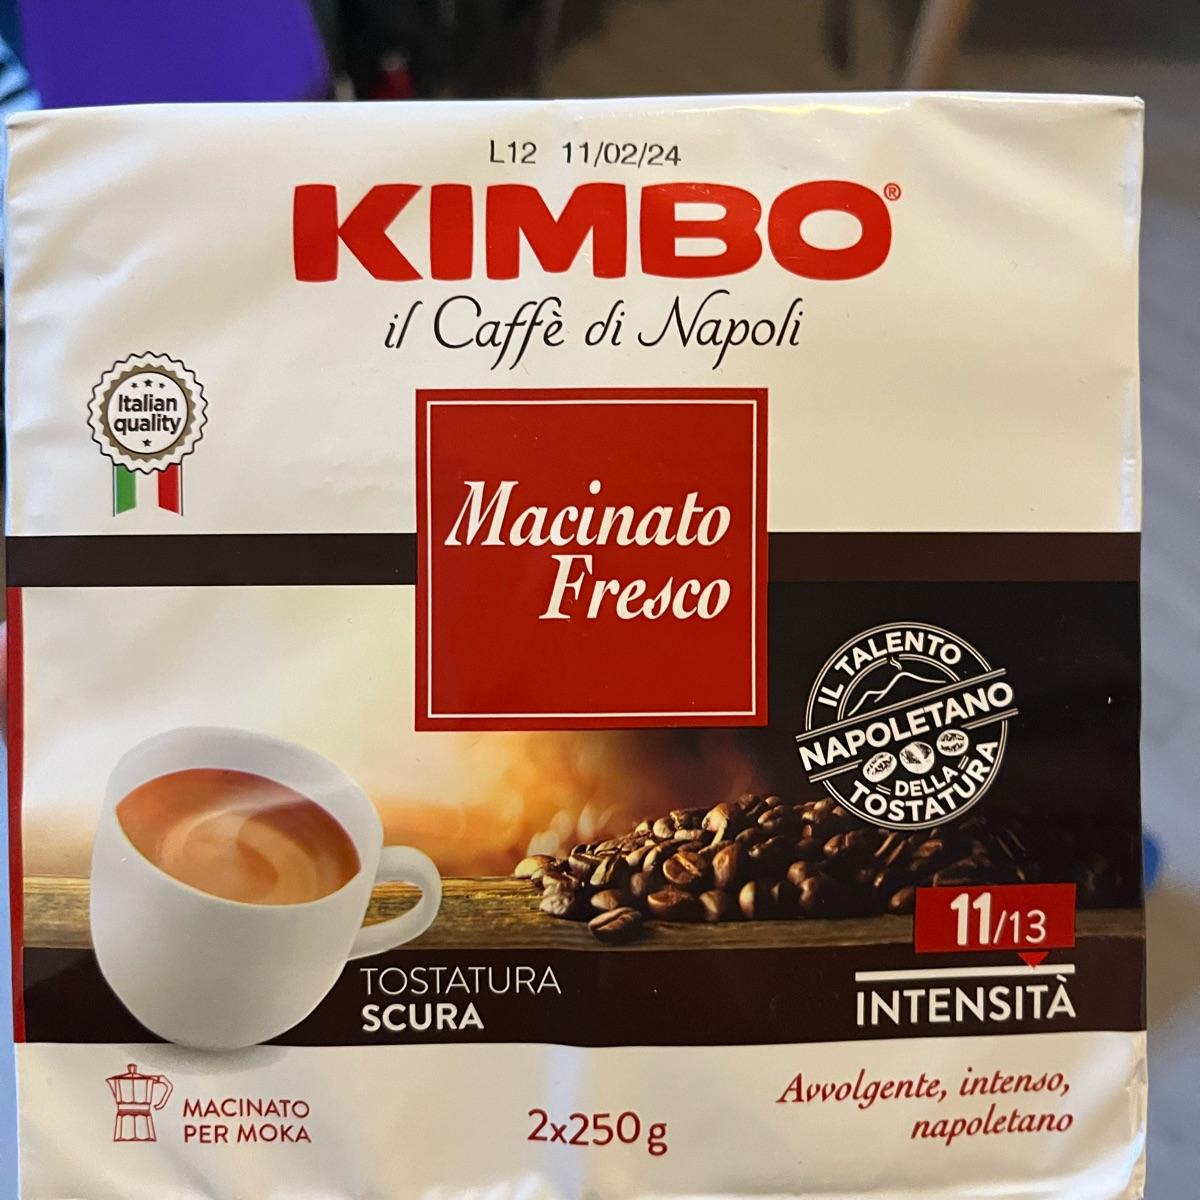 L12 11/02/24
KIMBO®
il Caffè di Napoli
Italian
quality
Macinato
Fresco
IL TALENTO
NAPOLETANO
DELLA
TOSTATURA
11/13
INTENSITÀ
TOSTATURA
SCURA
MACINATO
PER MOKA
2x250 g
Avvolgente, intenso,
napoletano